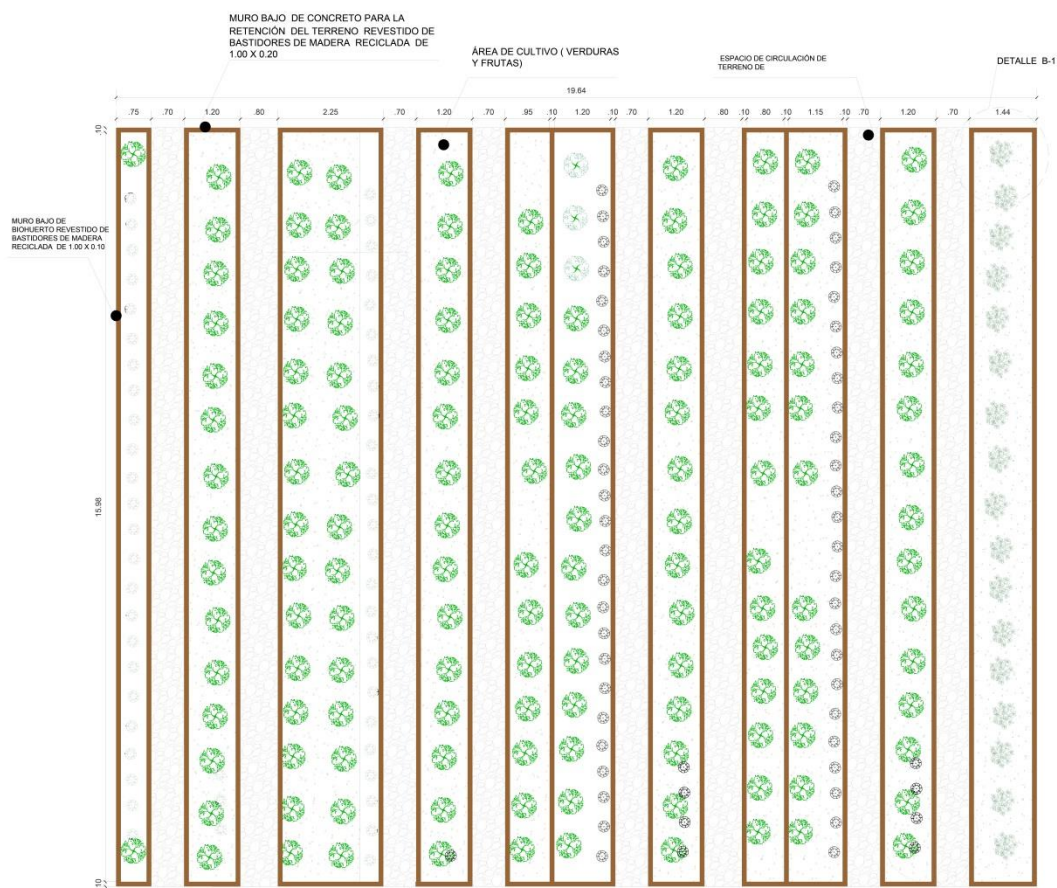 MURO BAJO DE CONCRETO PARA LA
RETENCIÓN DEL TERRENO REVESTIDO DE
BASTIDORES DE MADERA RECICLADA DE
1.00 X 0.20
ÁREA DE CULTIVO ( VERDURAS
Y FRUTAS)
ESPACIO DE CIRCULACIÓN DE
TERRENO DE
DETALLE B-1
19.64
.75 .70 1.20 .80 2.25 .70 1.20 .70 .95 .10 1.20 .10 .70 1.20 .80 .10 .80 .10 1.15 .10 .70 1.20 .70 1.44
.10
MURO BAJO DE
BIOHUERTO REVESTIDO DE
BASTIDORES DE MADERA
RECICLADA DE 1.00 X 0.10
15.98
.10